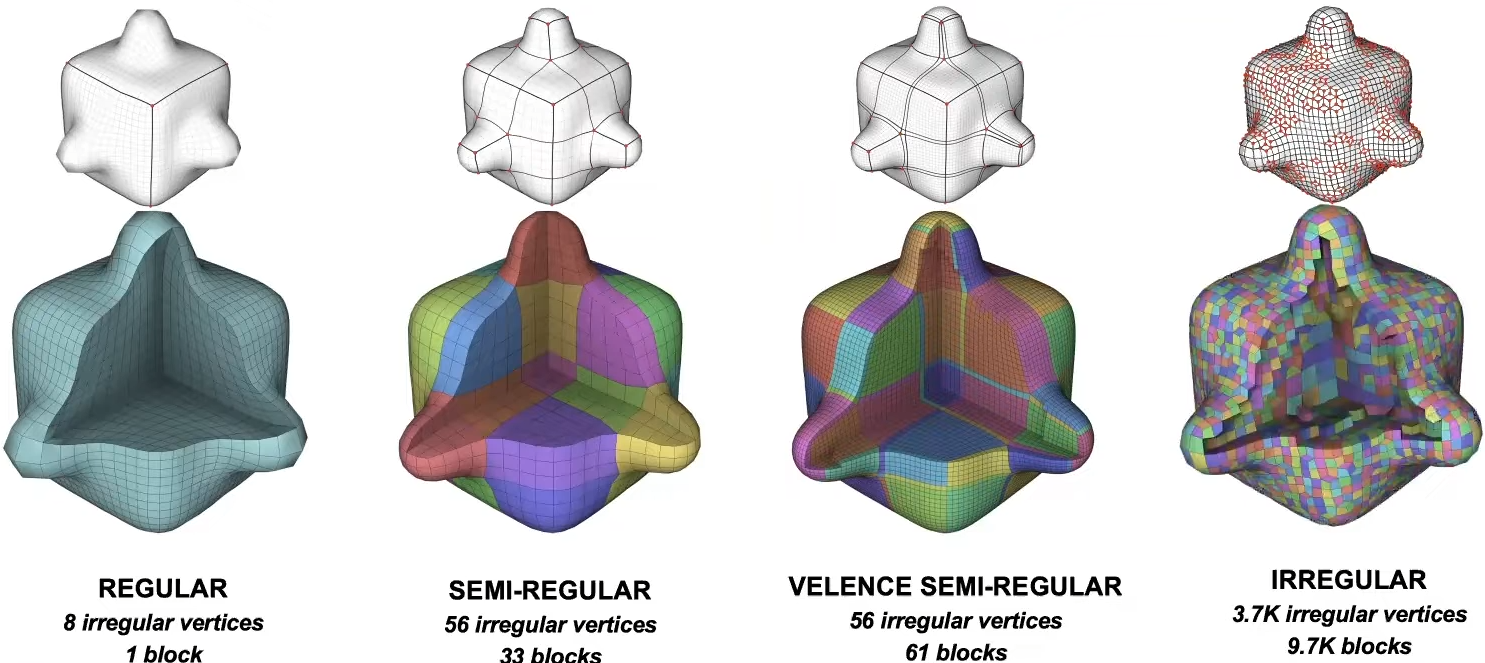 REGULAR
8 irregular vertices
1 block
SEMI-REGULAR
56 irregular vertices
33 blocks
VELENCE SEMI-REGULAR
56 irregular vertices
61 blocks
IRREGULAR
3.7K irregular vertices
9.7K blocks